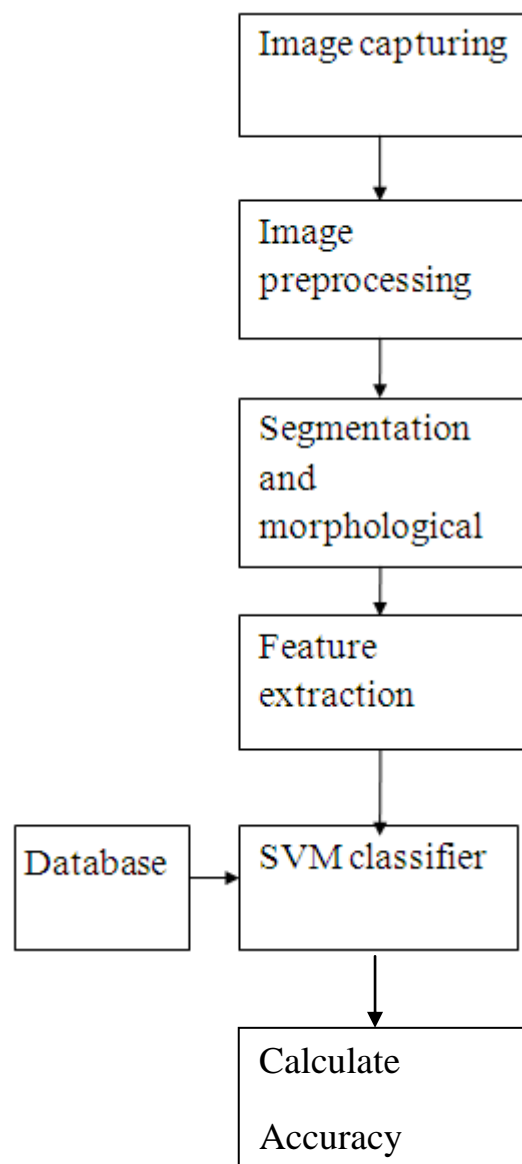 Image capturing
Image
preprocessing
Segmentation
and
morphological
Feature
extraction
Database
SVM classifier
Calculate
Accuracy